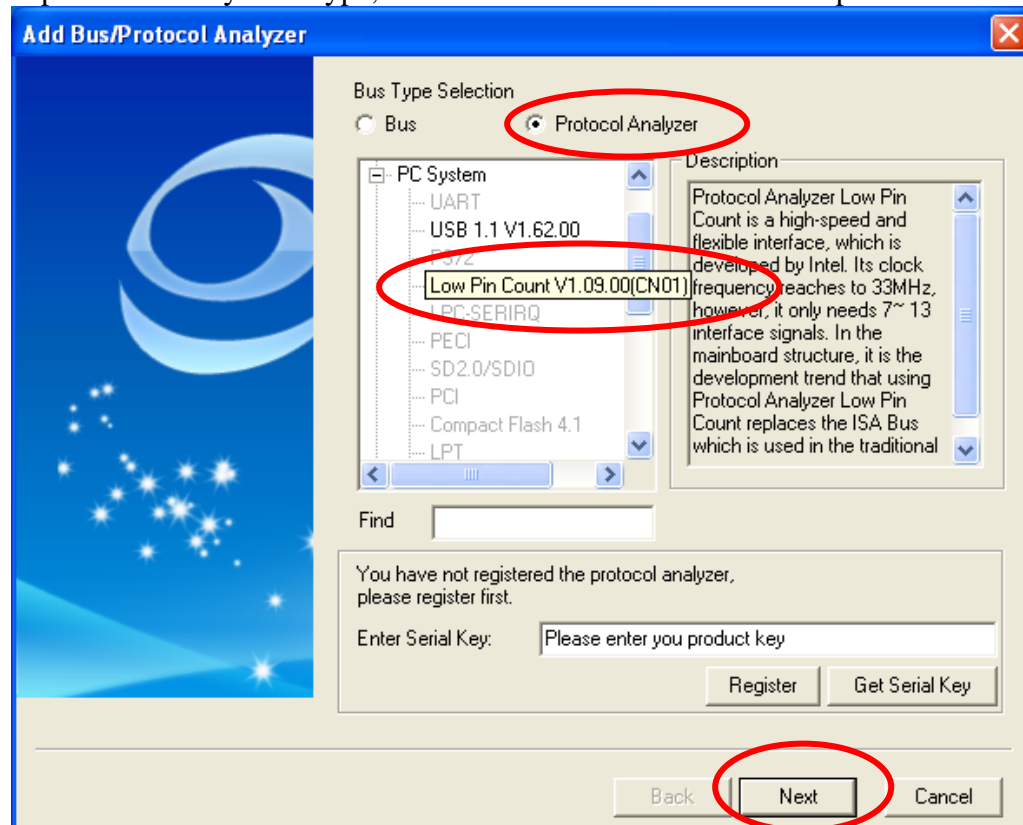 Add Bus/Protocol Analyzer
Bus Type Selection
Bus
Protocol Analyzer
PC System
UART
USB 1.1 V1.62.00
PS/2
Low Pin Count V1.09.00(CN01)
LPC-SERIRQ
PECI
SD2.0/SDIO
PCI
Compact Flash 4.1
LPT
Description
Protocol Analyzer Low Pin
Count is a high-speed and
flexible interface, which is
developed by Intel. Its clock
frequency reaches to 33MHz,
however, it only needs 7~ 13
interface signals. In the
mainboard structure, it is the
development trend that using
Protocol Analyzer Low Pin
Count replaces the ISA Bus
which is used in the traditional
Find
You have not registered the protocol analyzer,
please register first.
Enter Serial Key:
Please enter you product key
Register
Get Serial Key
Back
Next
Cancel